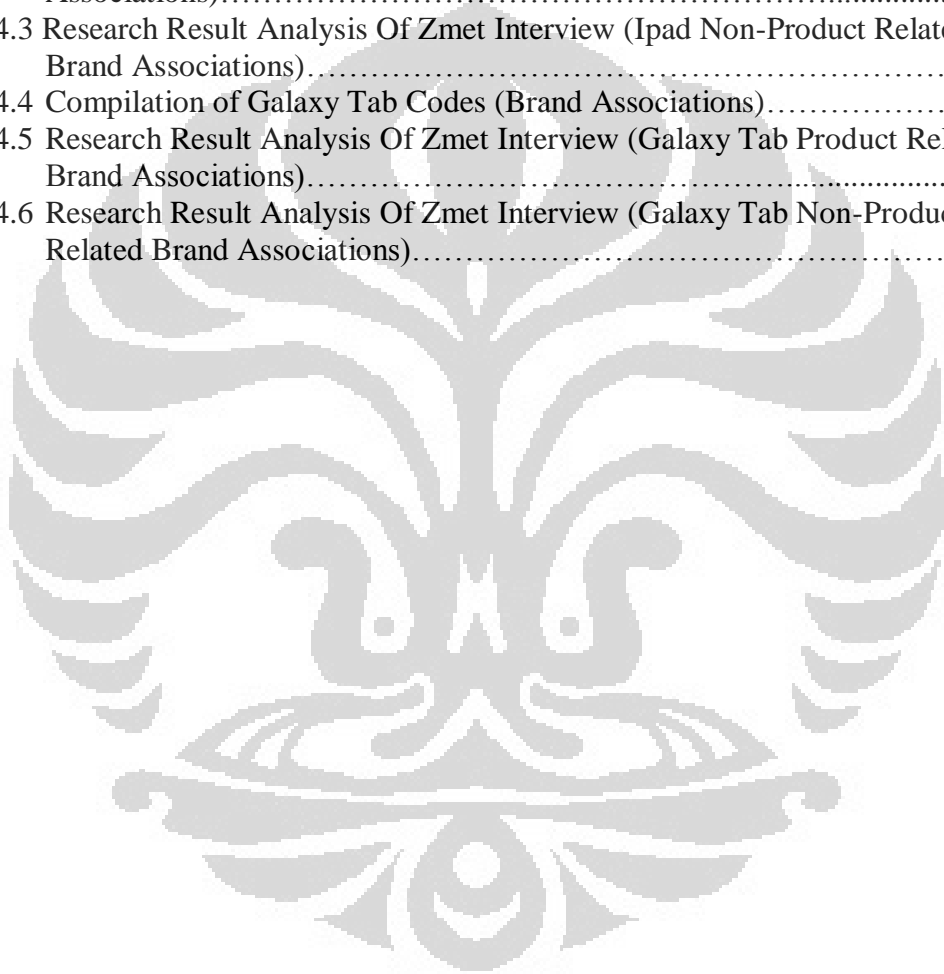 Associations)……………………………………………………...............
4.3 Research Result Analysis Of Zmet Interview (Ipad Non-Product Relate
Brand Associations)………………………………………………………………
4.4 Compilation of Galaxy Tab Codes (Brand Associations)………………
4.5 Research Result Analysis Of Zmet Interview (Galaxy Tab Product Rel
Brand Associations)……………………………………………...................
4.6 Research Result Analysis Of Zmet Interview (Galaxy Tab Non-Produc
Related Brand Associations)……………………………………………………